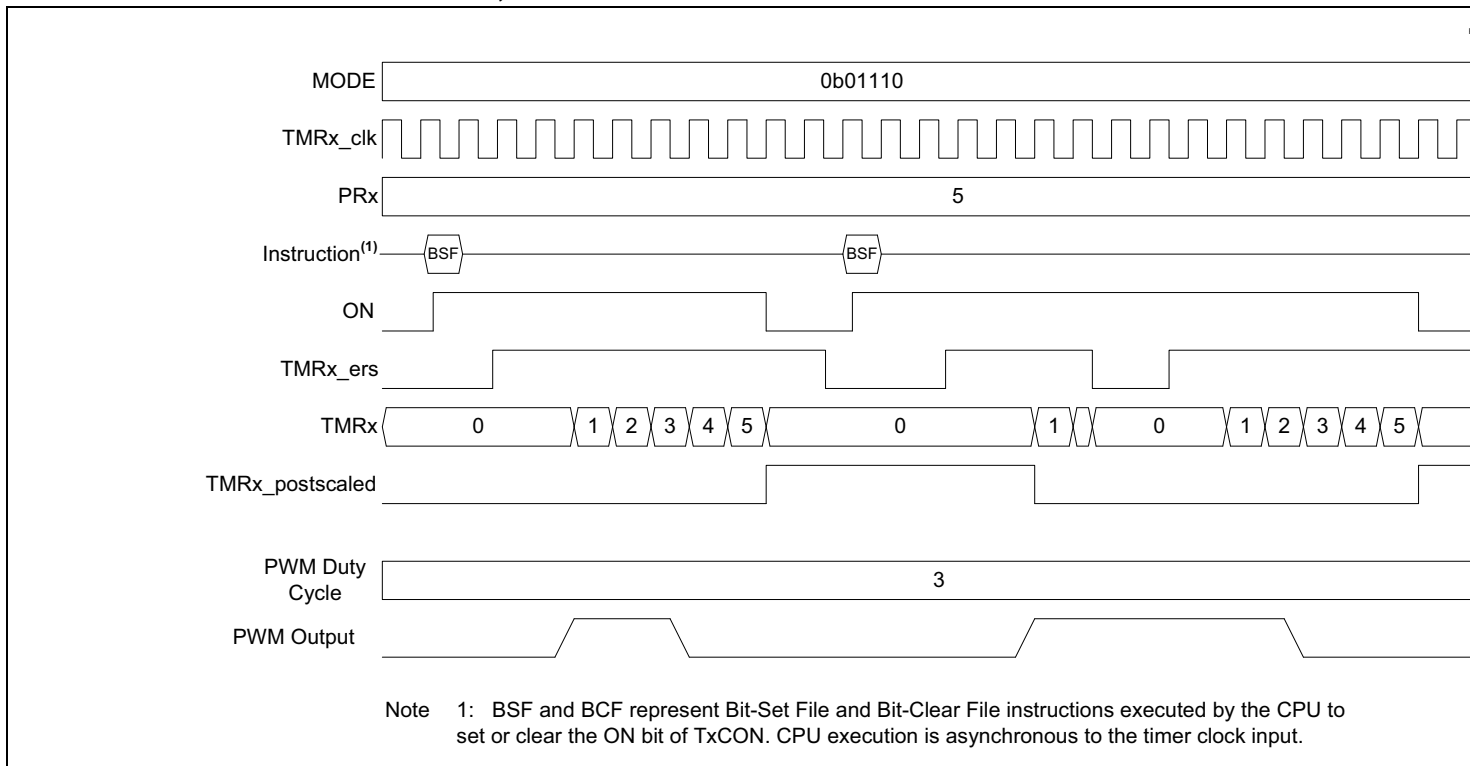 MODE 0b01110
TMRx_clk
PRx 5
Instruction(1) BSF BSF
ON
TMRx_ers
TMRx 0 1 2 3 4 5 0 1 0 1 2 3 4 5
TMRx_postscaled
PWM Duty
Cycle 3
PWM Output
Note 1: BSF and BCF represent Bit-Set File and Bit-Clear File instructions executed by the CPU to
set or clear the ON bit of TxCON. CPU execution is asynchronous to the timer clock input.